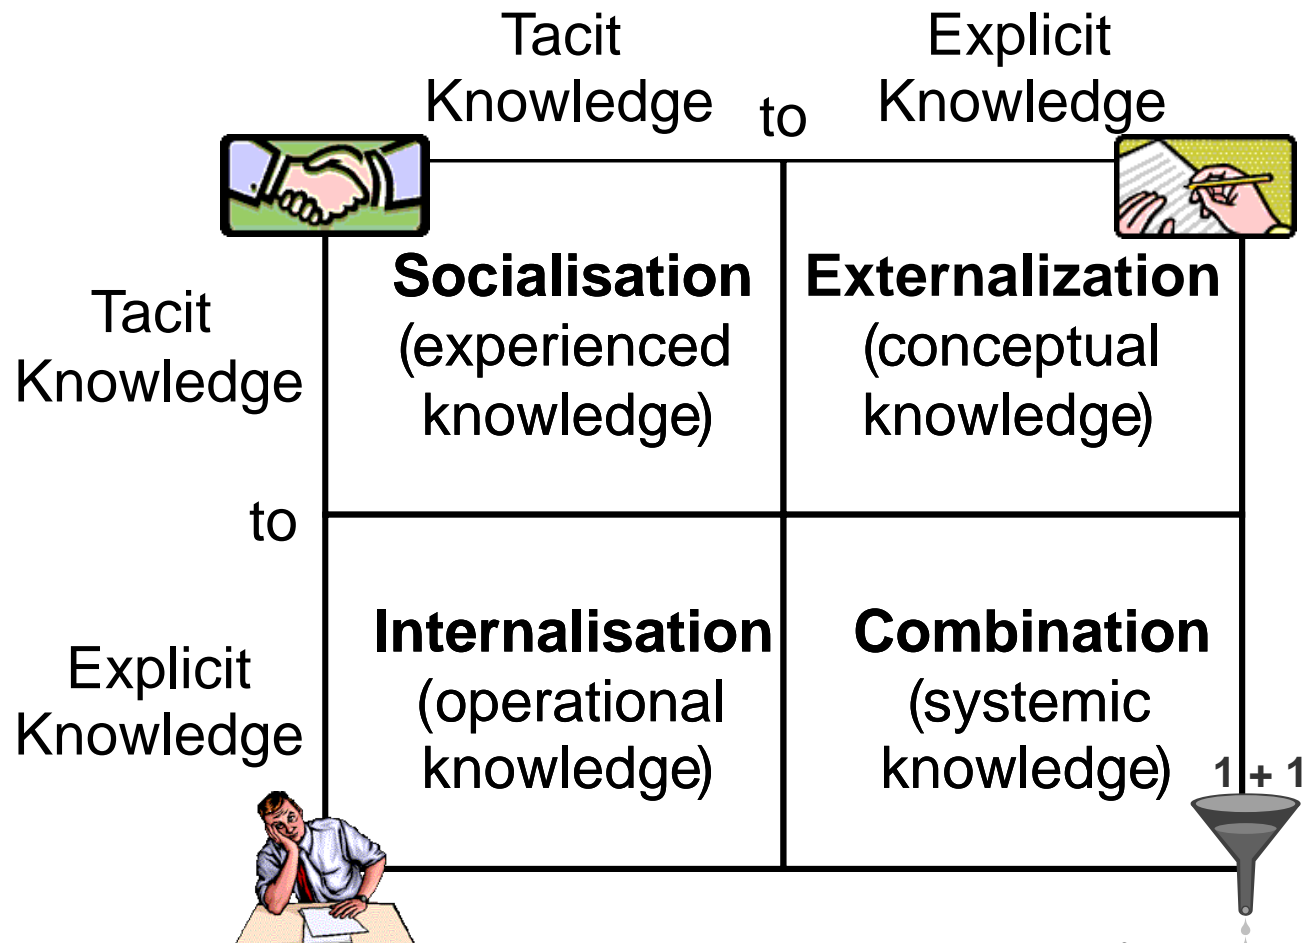 Tacit
Knowledge
to
Explicit
Knowledge
Tacit
Knowledge
to
Explicit
Knowledge
Socialisation
(experienced
knowledge)
Externalization
(conceptual
knowledge)
Internalisation
(operational
knowledge)
Combination
(systemic
knowledge)
1 + 1